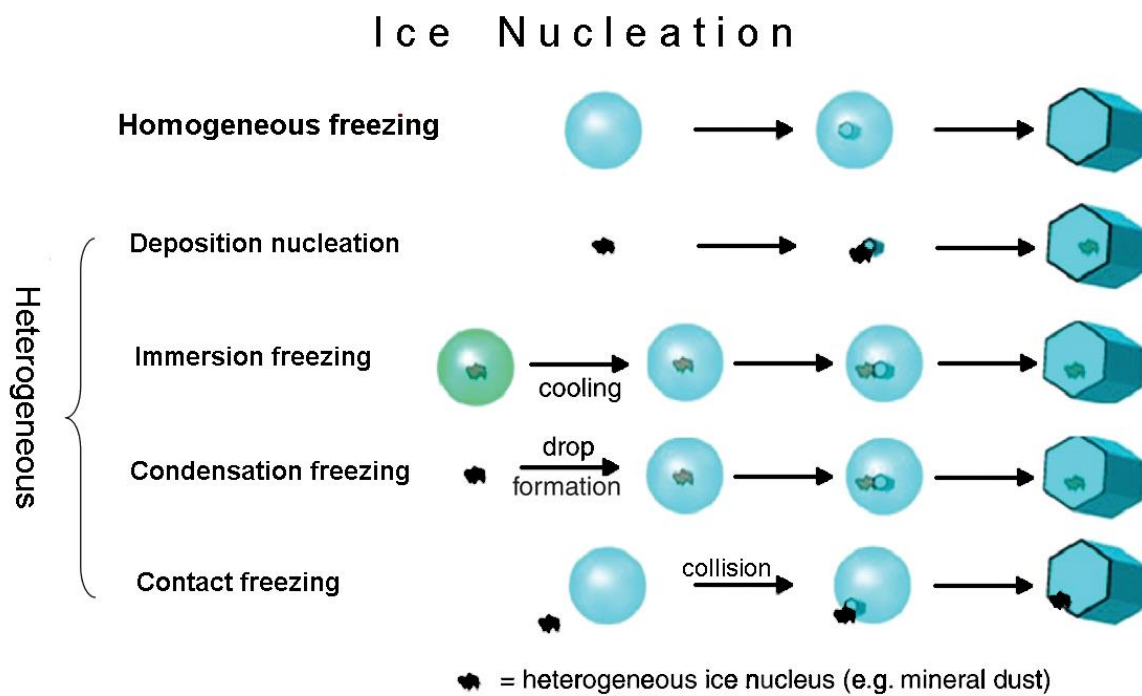 Ice Nucleation
Homogeneous freezing
Heterogeneous
Deposition nucleation
Immersion freezing
cooling
Condensation freezing
drop
formation
Contact freezing
collision
= heterogeneous ice nucleus (e.g. mineral dust)